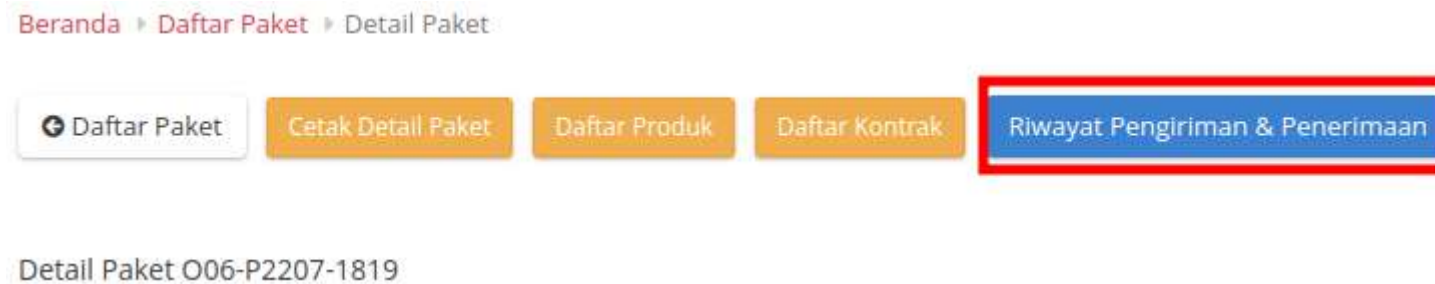 Beranda Daftar Paket Detail Paket
Daftar Paket Cetak Detail Paket Daftar Produk Daftar Kontrak Riwayat Pengiriman & Penerimaan
Detail Paket O06-P2207-1819